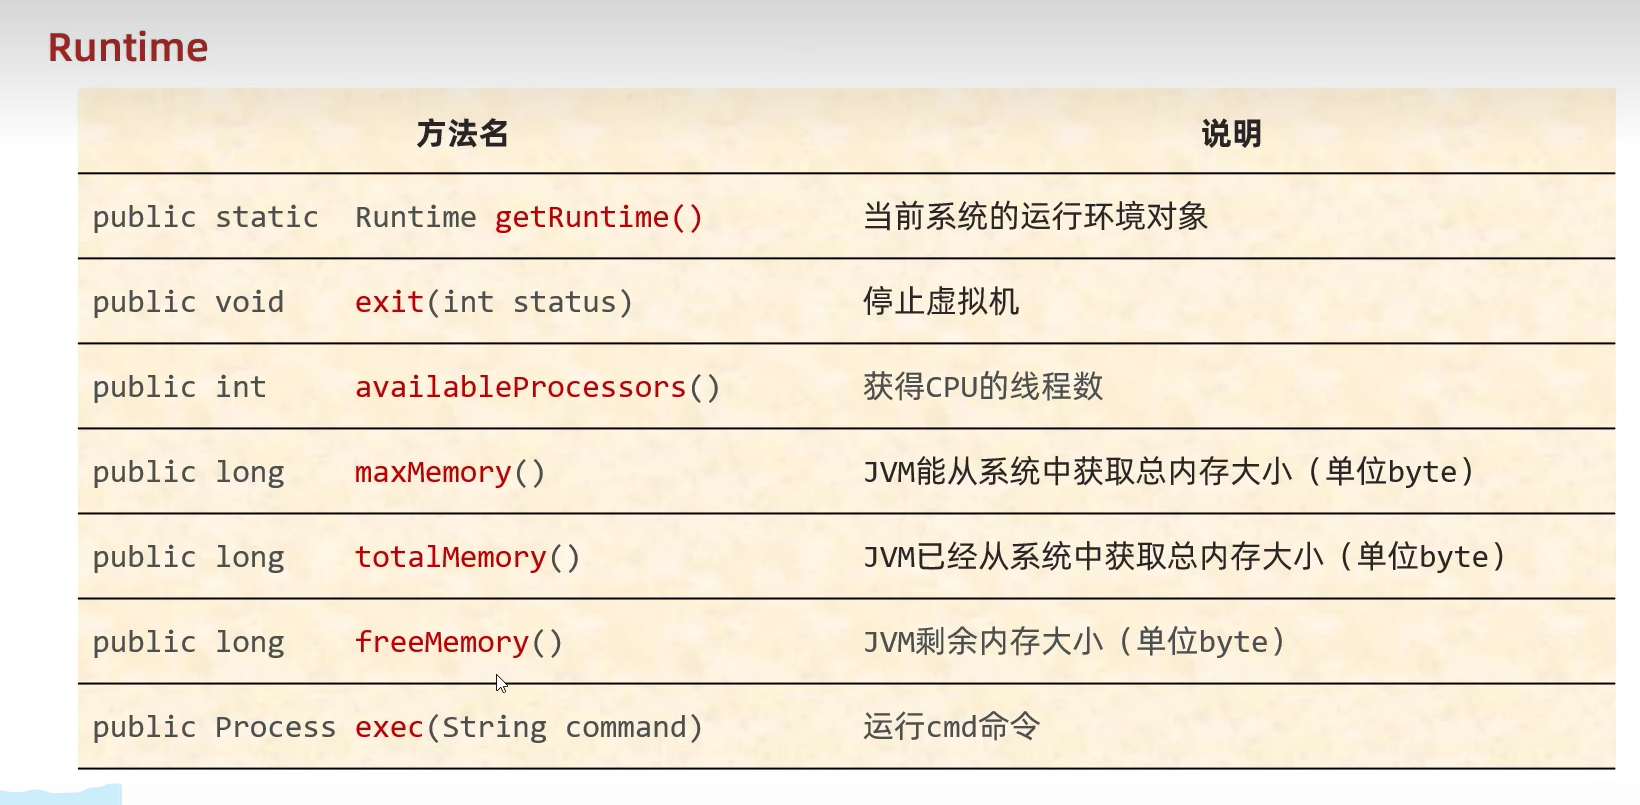 Runtime
方法名 说明
public static Runtime getRuntime() 当前系统的运行环境对象
public void exit(int status) 停止虚拟机
public int availableProcessors() 获得CPU的线程数
public long maxMemory() JVM能从系统中获取总内存大小（单位byte）
public long totalMemory() JVM已经从系统中获取总内存大小（单位byte）
public long freeMemory() JVM剩余内存大小（单位byte）
public Process exec(String command) 运行cmd命令